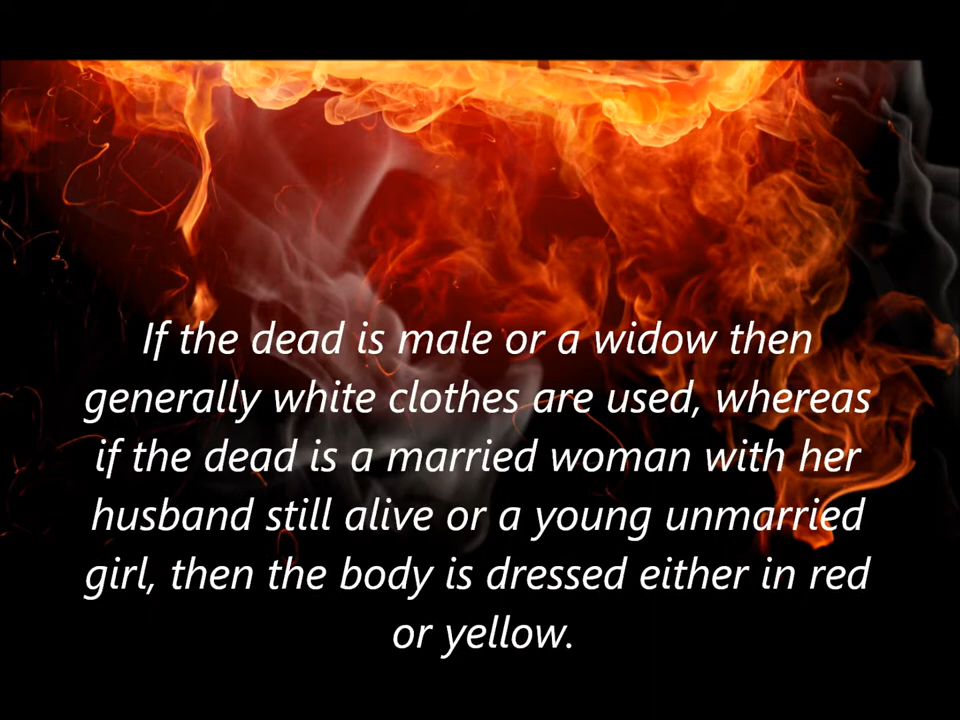 If the dead is male or a widow then
generally white clothes are used, whereas
if the dead is a married woman with her
husband still alive or a young unmarried
girl, then the body is dressed either in red
or yellow.